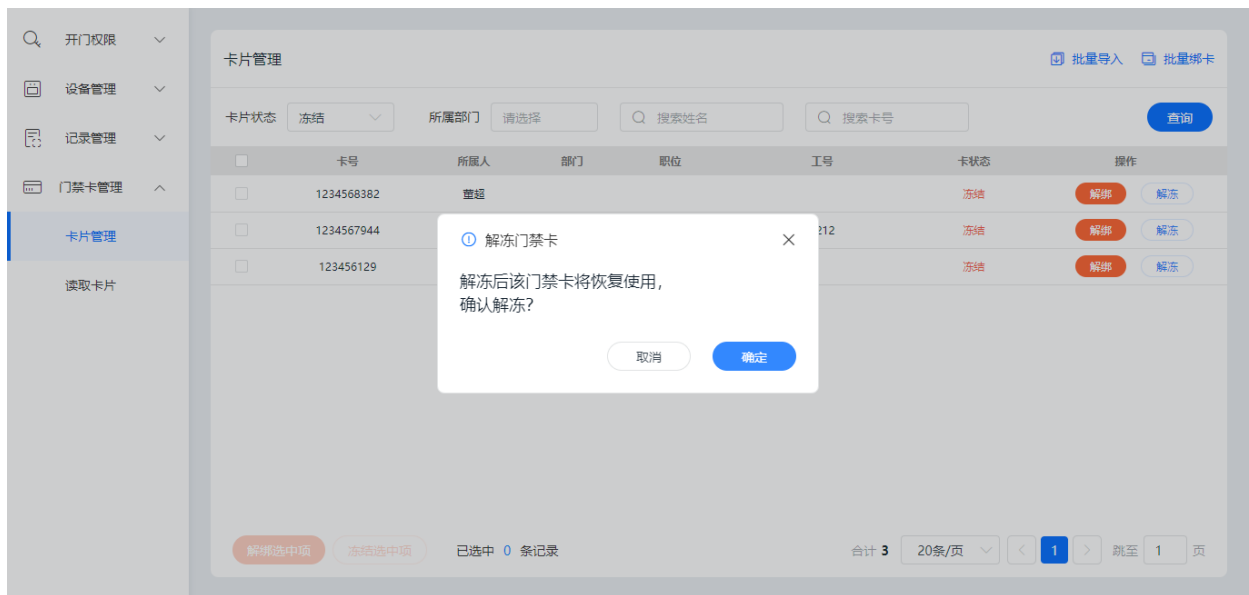 开门权限
设备管理
记录管理
门禁卡管理
卡片管理
读取卡片
卡片管理 批量导入 批量绑卡
卡片状态 冻结 所属部门 请选择 搜索姓名 搜索卡号 查询
卡号 所属人 部门 职位 工号 卡状态 操作
1234568382 董超 冻结 解绑 解冻
1234567944 212 冻结 解绑 解冻
123456129 冻结 解绑 解冻
解冻门禁卡
解冻后该门禁卡将恢复使用，
确认解冻？
取消 确定
解绑选中项 冻结选中项 已选中 0 条记录 合计 3 20条/页 1 跳至 1 页